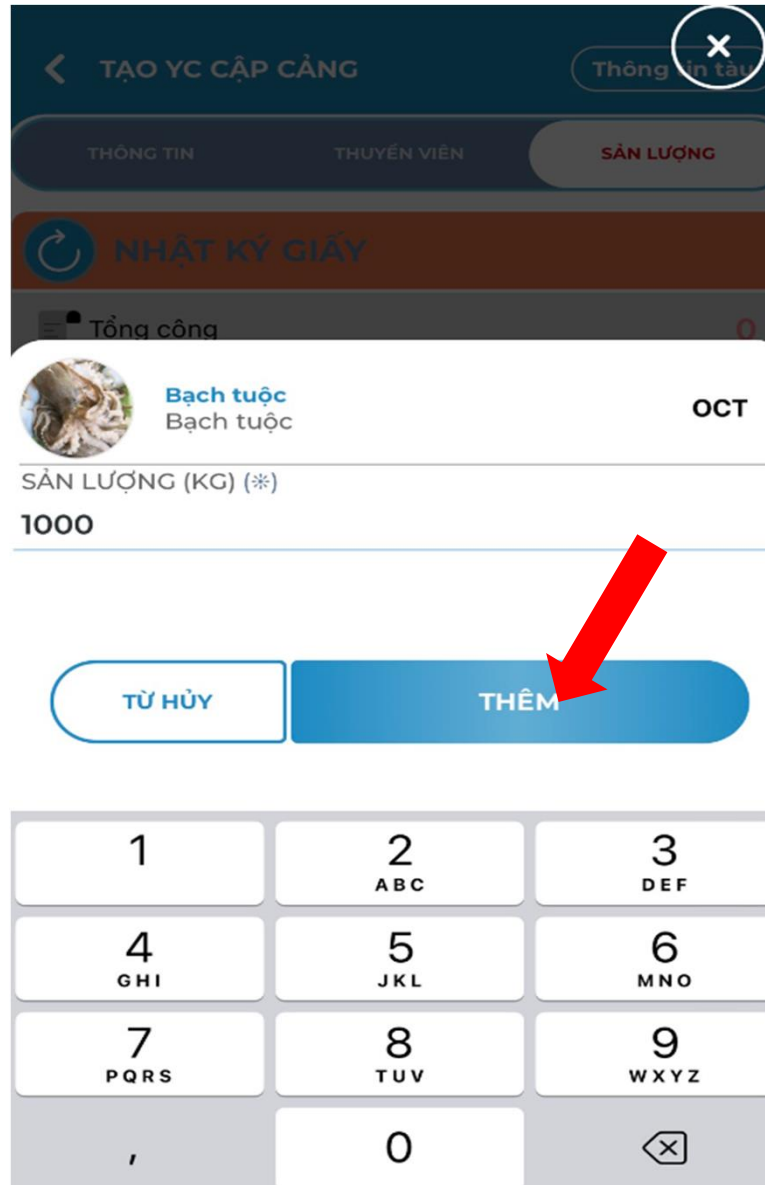 TẠO YC CẬP CẢNG
Thông tin tàu
THÔNG TIN
THUYỀN VIÊN
SẢN LƯỢNG
NHẬT KÝ GIẤY
Tổng cộng
0
Bạch tuộc
Bạch tuộc
OCT
SẢN LƯỢNG (KG) (*)
1000
TỪ HỦY
THÊM
1
2
ABC
3
DEF
4
GHI
5
JKL
6
MNO
7
PQRS
8
TUV
9
WXYZ
,
0